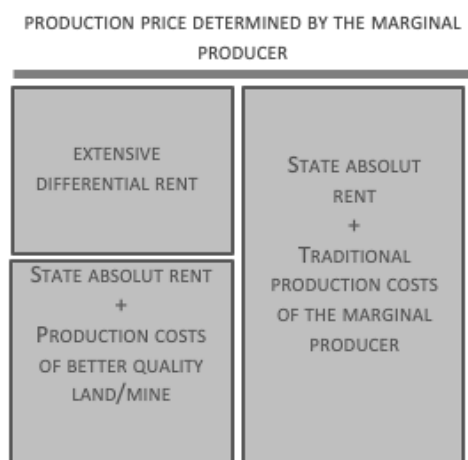 PRODUCTION PRICE DETERMINED BY THE MARGINAL
PRODUCER
EXTENSIVE
DIFFERENTIAL RENT
STATE ABSOLUT RENT
+
PRODUCTION COSTS
OF BETTER QUALITY
LAND/MINE
STATE ABSOLUT
RENT
+
TRADITIONAL
PRODUCTION COSTS
OF THE MARGINAL
PRODUCER